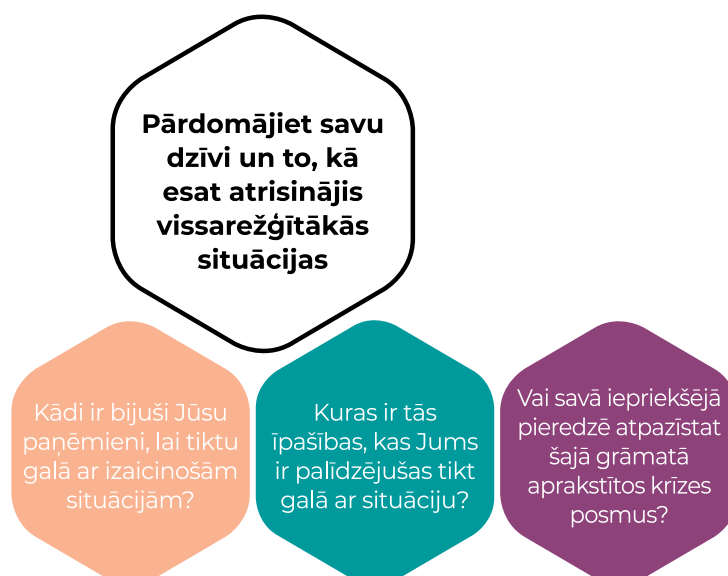 Pārdomājiet savu
dzīvi un to, kā
esat atrisinājis
vissarežģītākās
situācijas
Kādi ir bijuši Jūsu
paņēmieni, lai tiktu
galā ar izaicinošām
situācijām?
Kuras ir tās
īpašības, kas Jums
ir palīdzējušas tikt
galā ar situāciju?
Vai savā iepriekšējā
pieredzē atpazīstat
šajā grāmatā
aprakstītos krīzes
posmus?